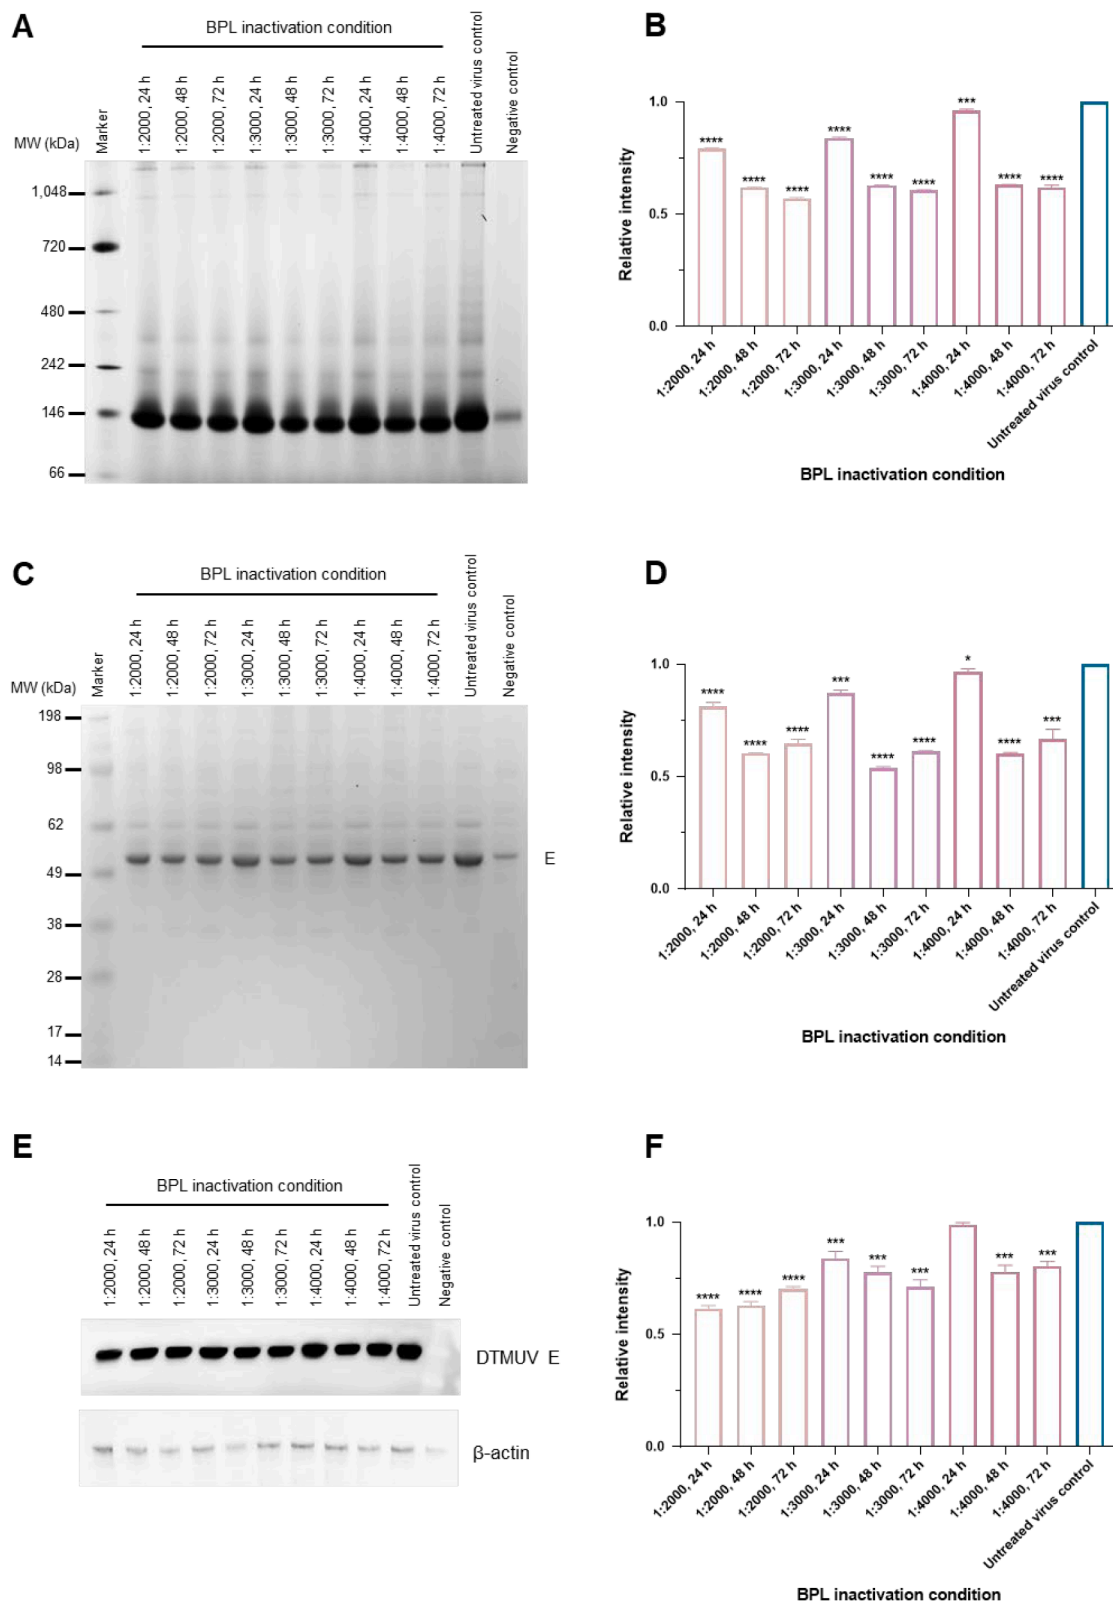 A
BPL inactivation condition
MW (kDa)
Marker
1:2000, 24 h
1:2000, 48 h
1:2000, 72 h
1:3000, 24 h
1:3000, 48 h
1:3000, 72 h
1:4000, 24 h
1:4000, 48 h
1:4000, 72 h
Untreated virus control
Negative control
1,048
720
480
242
146
66
B
Relative intensity
1.0
0.5
0.0
****
****
****
****
****
****
***
****
****
1:2000, 24 h
1:2000, 48 h
1:2000, 72 h
1:3000, 24 h
1:3000, 48 h
1:3000, 72 h
1:4000, 24 h
1:4000, 48 h
1:4000, 72 h
Untreated virus control
BPL inactivation condition
C
BPL inactivation condition
MW (kDa)
Marker
1:2000, 24 h
1:2000, 48 h
1:2000, 72 h
1:3000, 24 h
1:3000, 48 h
1:3000, 72 h
1:4000, 24 h
1:4000, 48 h
1:4000, 72 h
Untreated virus control
Negative control
198
98
62
49
38
28
17
14
E
D
Relative intensity
1.0
0.5
0.0
****
****
****
***
****
****
*
****
***
1:2000, 24 h
1:2000, 48 h
1:2000, 72 h
1:3000, 24 h
1:3000, 48 h
1:3000, 72 h
1:4000, 24 h
1:4000, 48 h
1:4000, 72 h
Untreated virus control
BPL inactivation condition
E
BPL inactivation condition
1:2000, 24 h
1:2000, 48 h
1:2000, 72 h
1:3000, 24 h
1:3000, 48 h
1:3000, 72 h
1:4000, 24 h
1:4000, 48 h
1:4000, 72 h
Untreated virus control
Negative control
DTMUV E
β-actin
F
Relative intensity
1.0
0.5
0.0
****
****
****
***
***
***
***
***
1:2000, 24 h
1:2000, 48 h
1:2000, 72 h
1:3000, 24 h
1:3000, 48 h
1:3000, 72 h
1:4000, 24 h
1:4000, 48 h
1:4000, 72 h
Untreated virus control
BPL inactivation condition